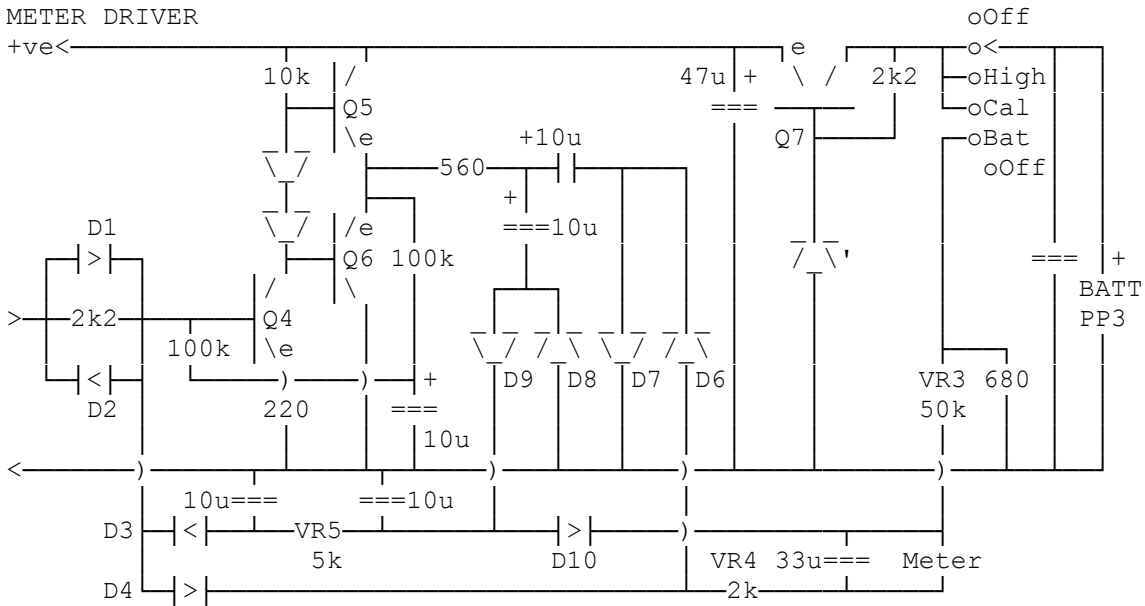 METER DRIVER oOff
+ve< e o<
10k 47u + 2k2 oHigh
=== oCal
Q5 Q7 oBat
e +10u oOff
560
+
e ===10u
D1 Q6 100k === +
> ' BATT
>2k2 Q4 PP3
100k e
< ) ) + D9 D8 D7 D6 VR3 680
D2 220 === 50k
10u
< ) ) ) )
10u=== ===10u
D3 < VR5 > )
5k D10 VR4 33u=== Meter
D4 > 2k